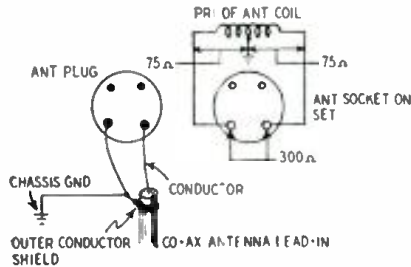 PRI OF ANT COIL
75Ω
75Ω
ANT PLUG
ANT SOCKET ON
SET
300Ω
CHASSIS GND
CONDUCTOR
OUTER CONDUCTOR
SHIELD
CO-AX ANTENNA LEAD-IN